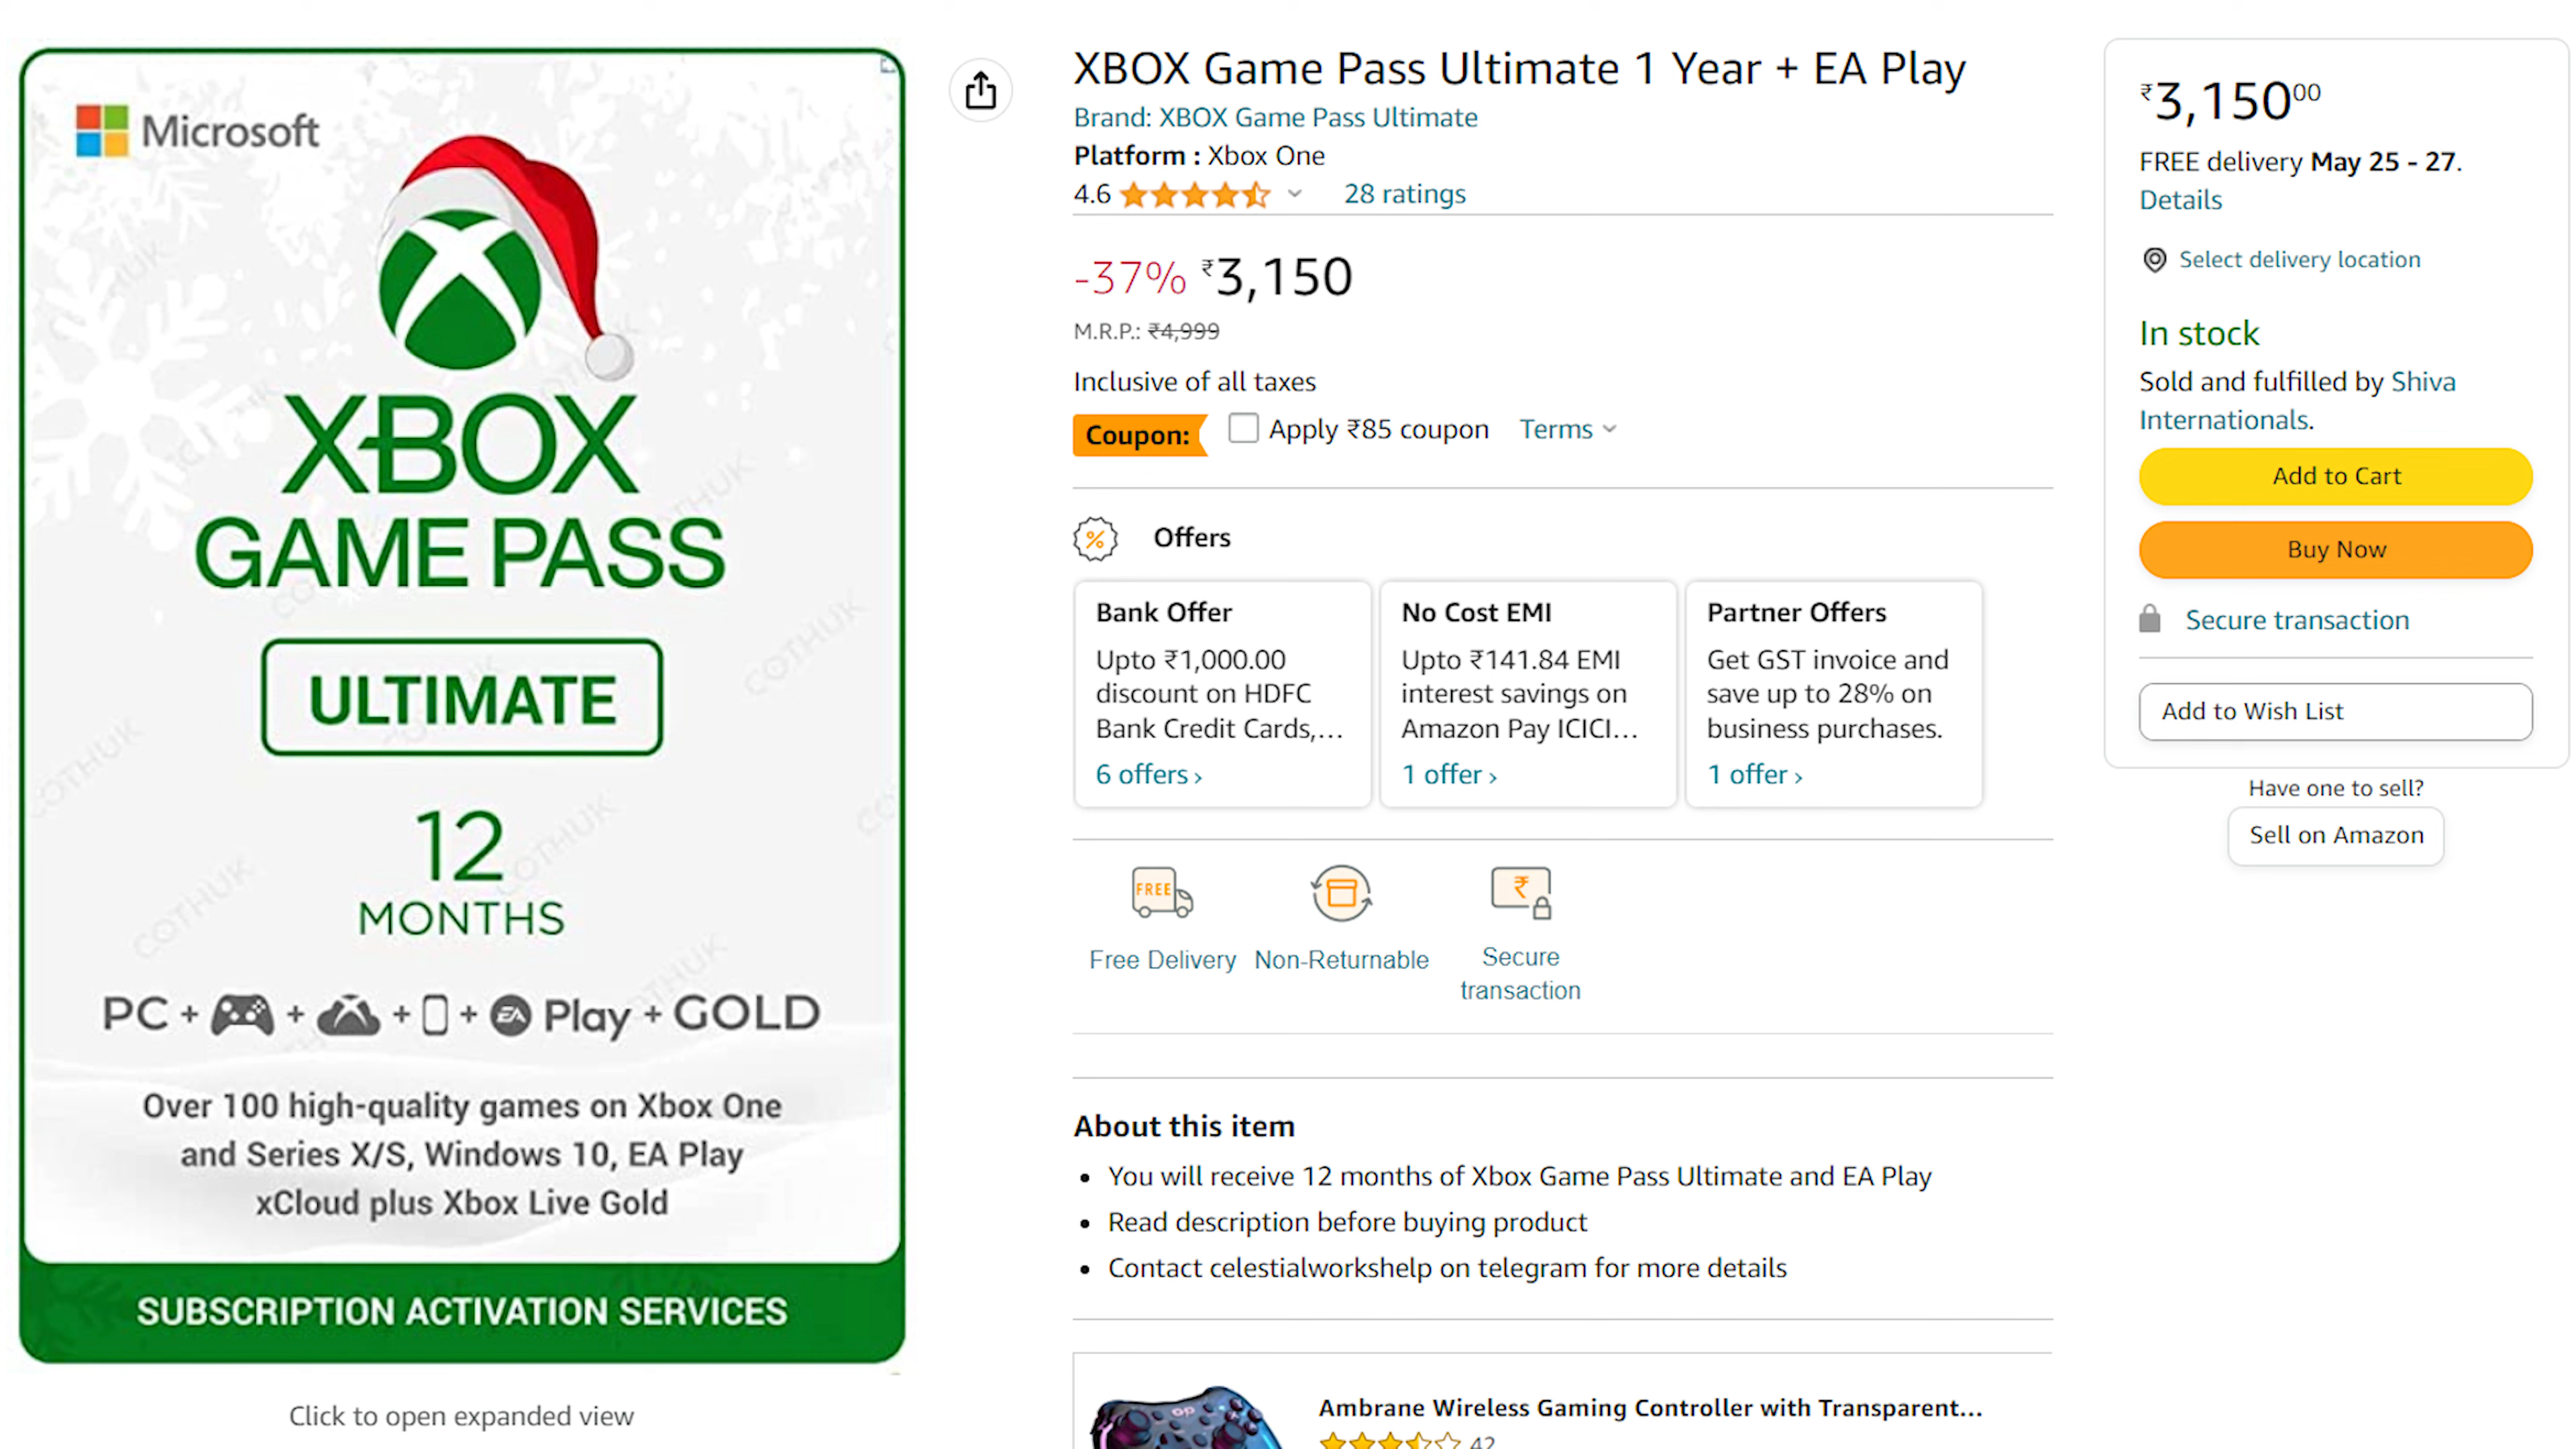 Microsoft
XBOX
GAME PASS
ULTIMATE
12
MONTHS
PC + + + + EA Play + GOLD
Over 100 high-quality games on Xbox One
and Series X/S, Windows 10, EA Play
xCloud plus Xbox Live Gold
SUBSCRIPTION ACTIVATION SERVICES
COTHUK
Click to open expanded view
XBOX Game Pass Ultimate 1 Year + EA Play
Brand: XBOX Game Pass Ultimate
Platform : Xbox One
4.6 28 ratings
-37% ₹3,150
M.R.P.: ₹4,999
Inclusive of all taxes
Coupon: Apply ₹85 coupon Terms
% Offers
Bank Offer
Upto ₹1,000.00
discount on HDFC
Bank Credit Cards,...
6 offers ›
No Cost EMI
Upto ₹141.84 EMI
interest savings on
Amazon Pay ICICI...
1 offer ›
Partner Offers
Get GST invoice and
save up to 28% on
business purchases.
1 offer ›
FREE
Free Delivery
Non-Returnable
₹
Secure
transaction
About this item
• You will receive 12 months of Xbox Game Pass Ultimate and EA Play
• Read description before buying product
• Contact celestialworkshelp on telegram for more details
Ambrane Wireless Gaming Controller with Transparent...
42
₹3,15000
FREE delivery May 25 - 27.
Details
Select delivery location
In stock
Sold and fulfilled by Shiva
Internationals.
Add to Cart
Buy Now
Secure transaction
Add to Wish List
Have one to sell?
Sell on Amazon